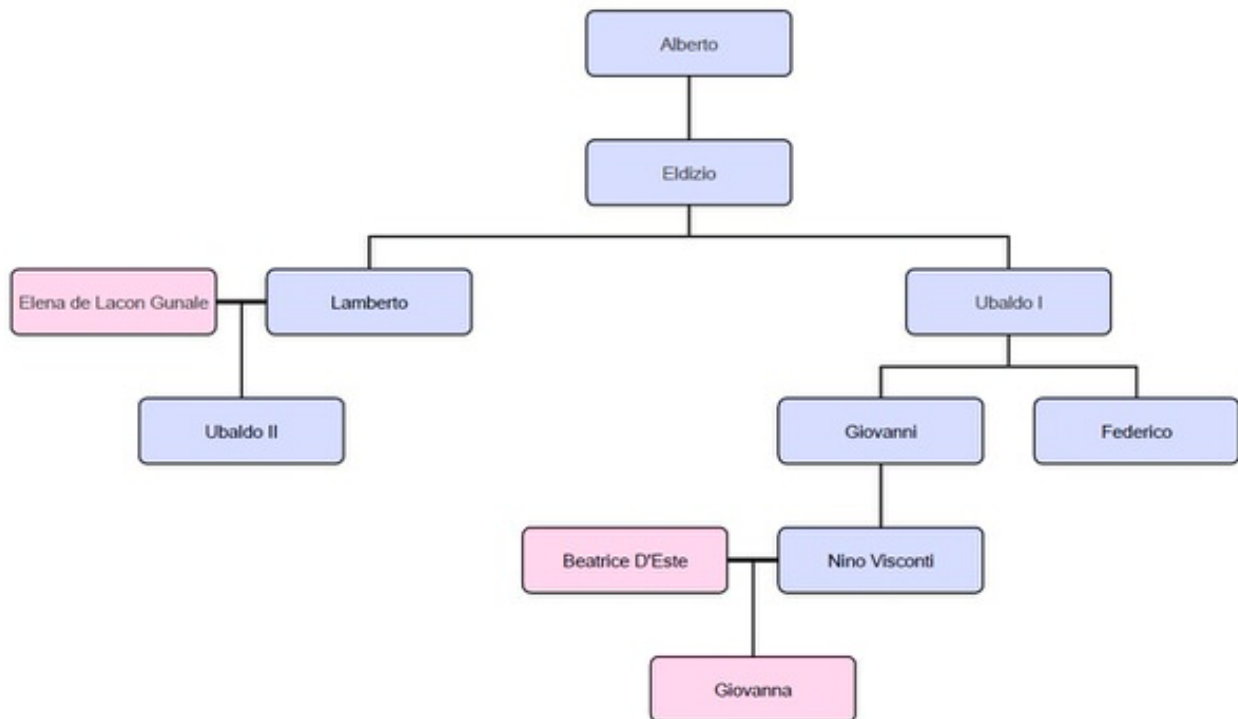 Alberto
Eldizio
Elena de Lacon Gunale
Lamberto
Ubaldo I
Ubaldo II
Giovanni
Federico
Beatrice D'Este
Nino Visconti
Giovanna